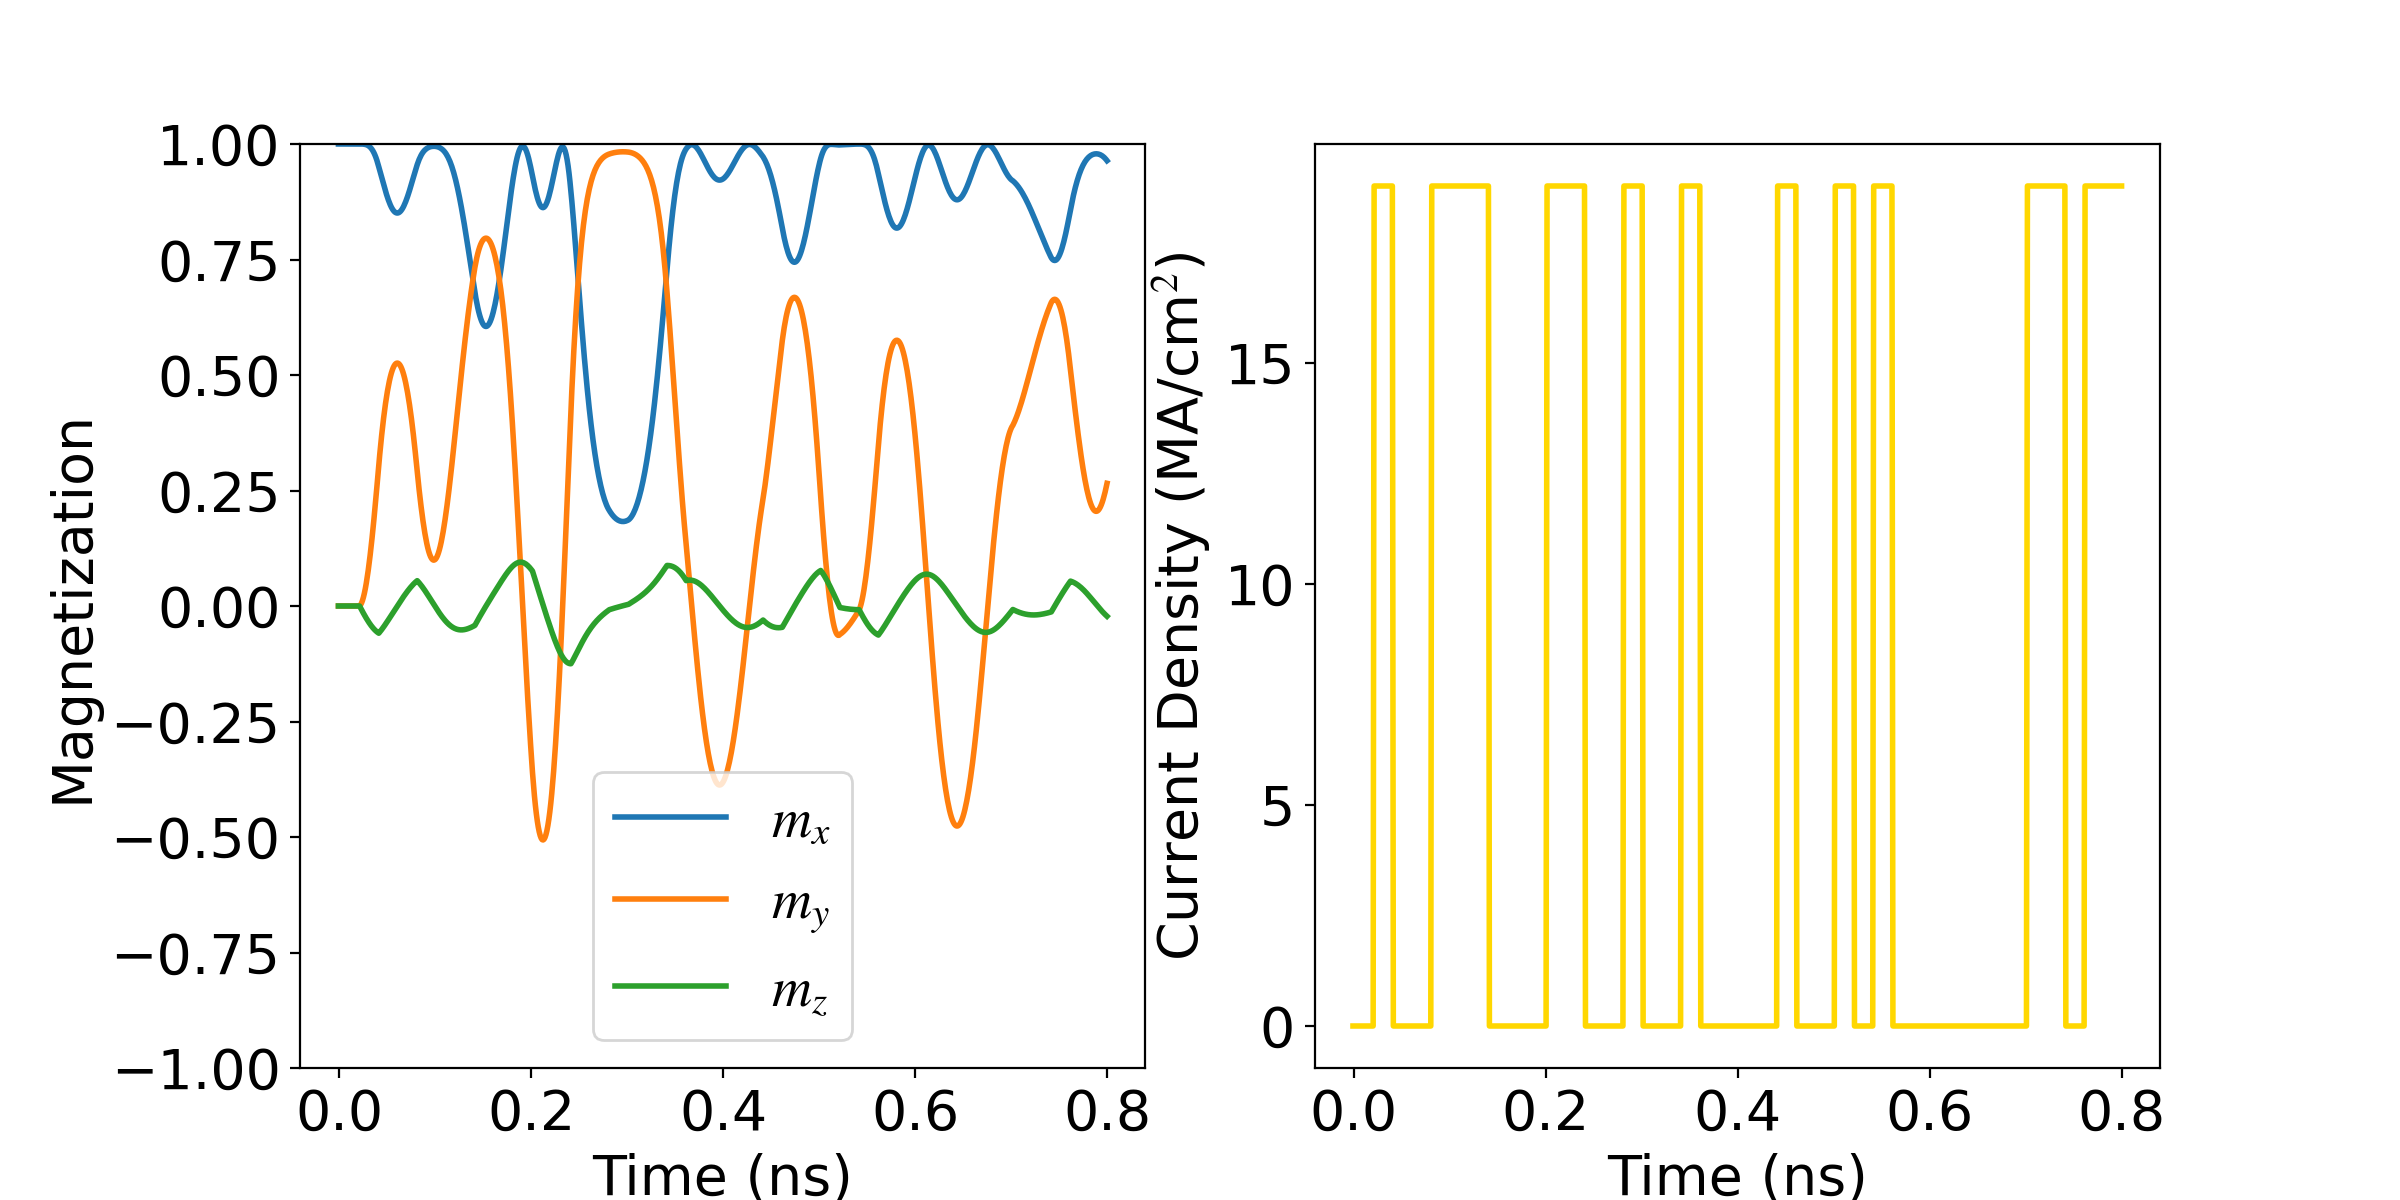 1.00
0.75
0.50
0.25
0.00
−0.25
−0.50
−0.75
−1.00
Magnetization
0.0 0.2 0.4 0.6 0.8
Time (ns)
m_x
m_y
m_z
Current Density (MA/cm²)
15
10
5
0
0.0 0.2 0.4 0.6 0.8
Time (ns)